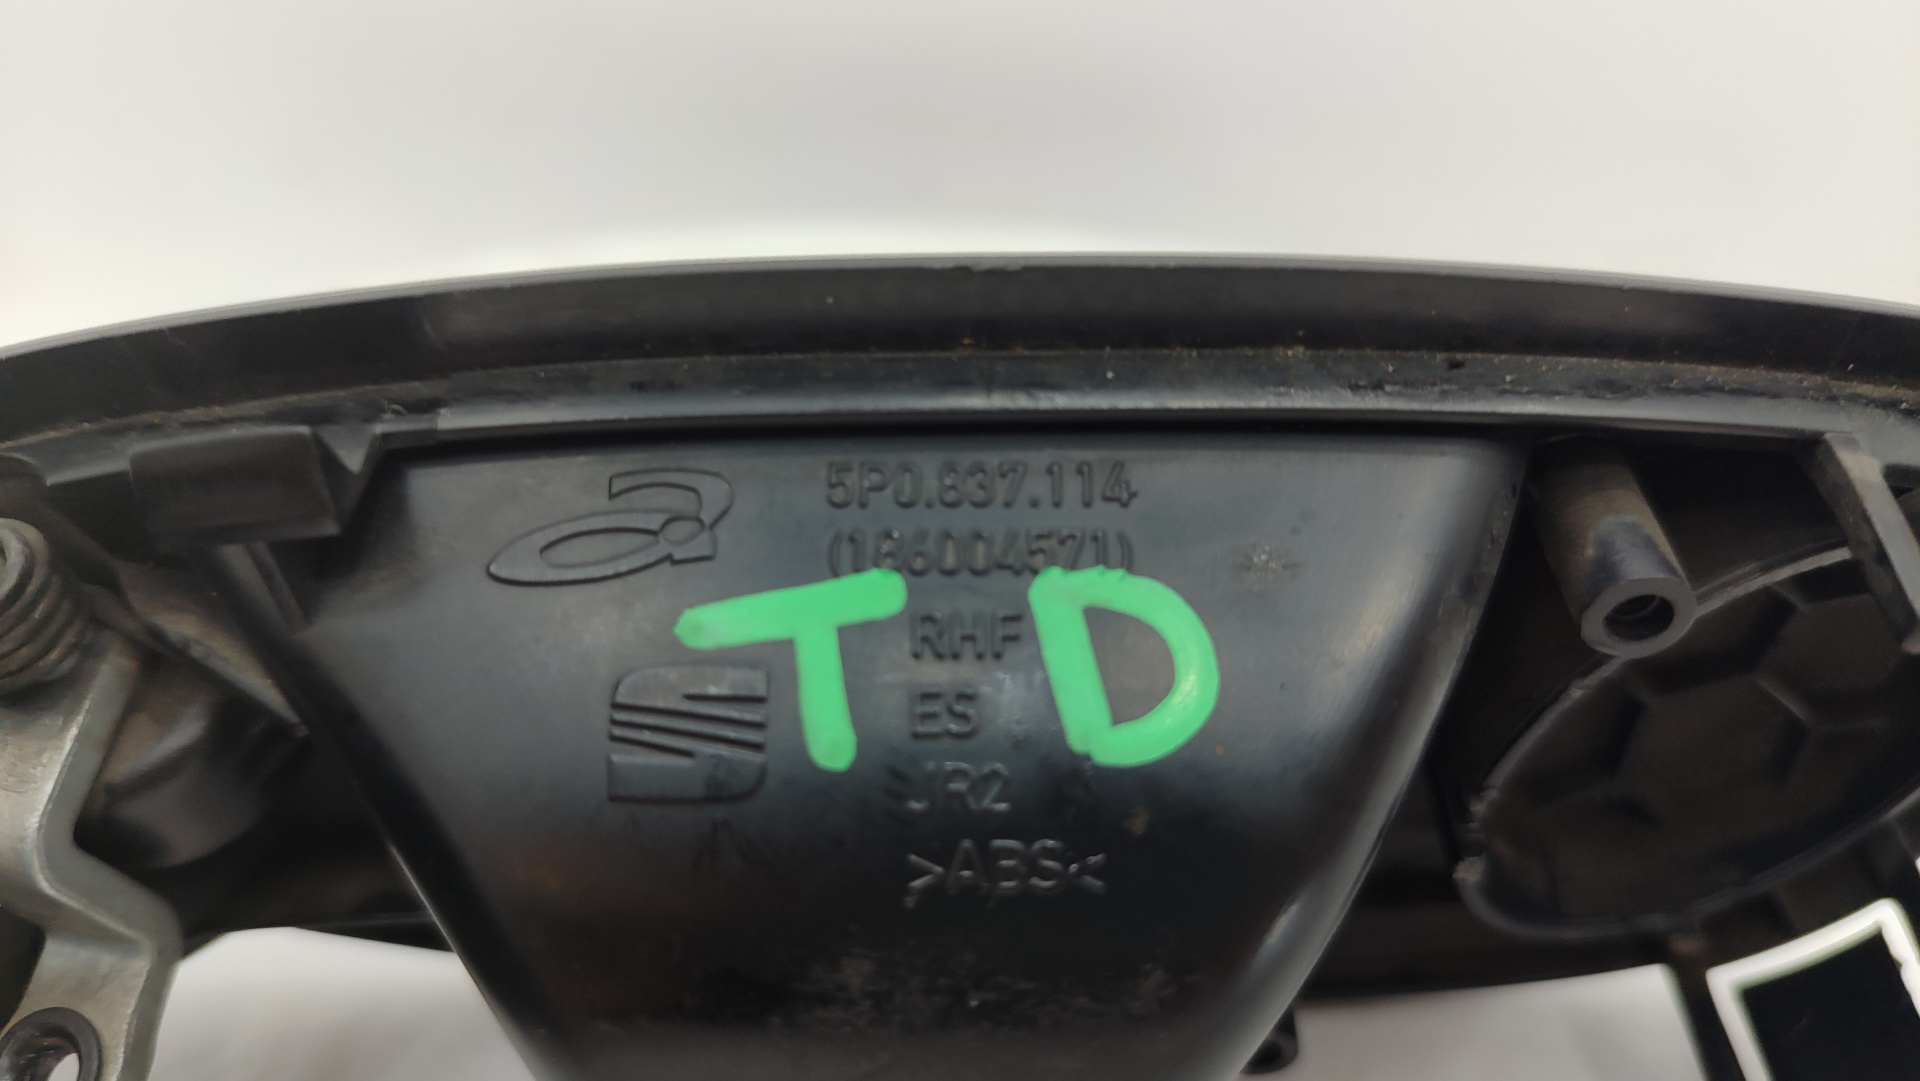 5P0.837.114
(186004571)
TD
RHF
ES
JR2
>ABS<